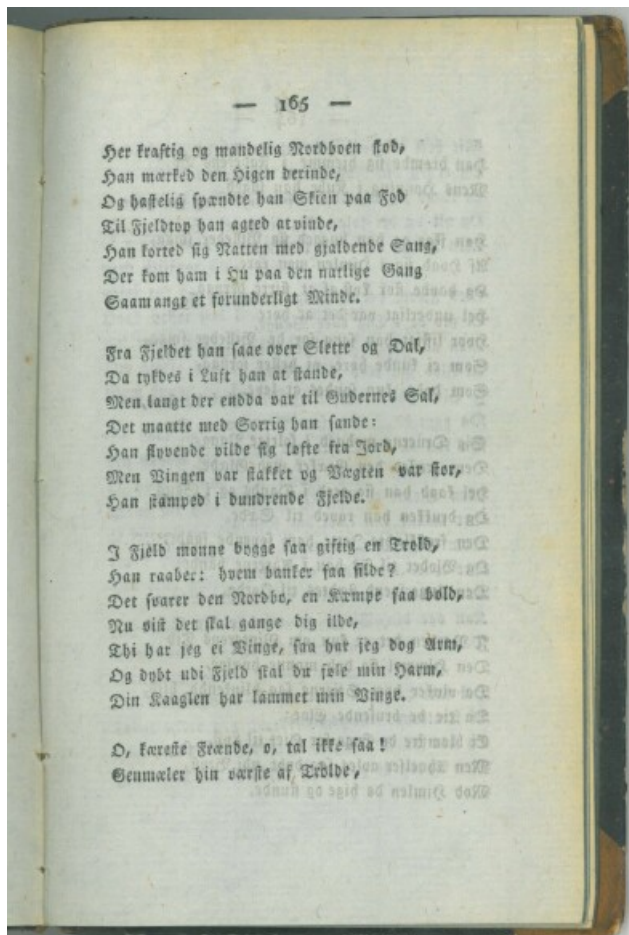 — 165 —
Her kraftig og mandelig Nordboen stod,
Han mærked den Higen derinde,
Og hastelig spændte han Skien paa Fod
Til Fjeldtop han agted at vinde,
Han korted sig Natten med gjaldende Sang,
Der kom ham i Hu paa den natlige Gang
Saamangt et forunderligt Minde.
Fra Fjeldet han saae over Slette og Dal,
Da tyktes i Luft han at stande,
Men langt der endda var til Gudernes Sal,
Det maatte med Sorrig han sande:
Han flyvende vilde sig løfte fra Jord,
Men Vingen var stakket og Vægten var stor,
Han stamped i dundrende Fjelde.
I Fjeld monne bygge saa giftig en Trold,
Han raaber: hvem banker saa silde?
Det svarer den Nordbo, en Kæmpe saa bold,
Nu vist det skal gange dig ilde,
Thi har jeg ei Vinge, saa har jeg dog Arm,
Og dybt udi Fjeld skal du føle min Harm,
Din Kaaglen har lammet min Vinge.
O, kæreste Frænde, o, tal ikke saa!
Genmæler hin værste af Trolde,